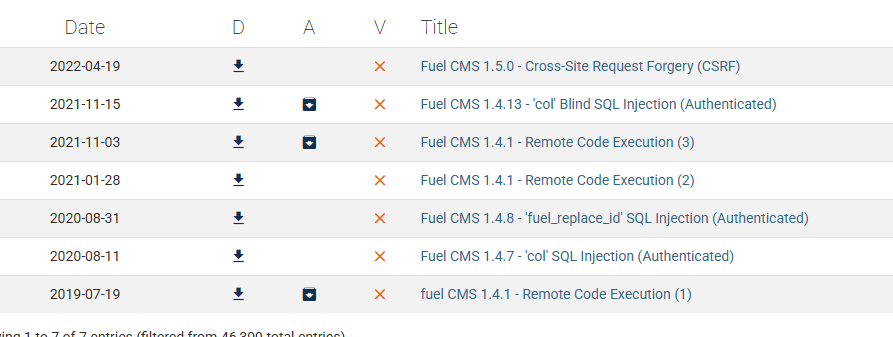 Date D A V Title
2022-04-19 Fuel CMS 1.5.0 - Cross-Site Request Forgery (CSRF)
2021-11-15 Fuel CMS 1.4.13 - 'col' Blind SQL Injection (Authenticated)
2021-11-03 Fuel CMS 1.4.1 - Remote Code Execution (3)
2021-01-28 Fuel CMS 1.4.1 - Remote Code Execution (2)
2020-08-31 Fuel CMS 1.4.8 - 'fuel_replace_id' SQL Injection (Authenticated)
2020-08-11 Fuel CMS 1.4.7 - 'col' SQL Injection (Authenticated)
2019-07-19 fuel CMS 1.4.1 - Remote Code Execution (1)
1 to 7 of 7 entries (filtered from 46,300 total entries)